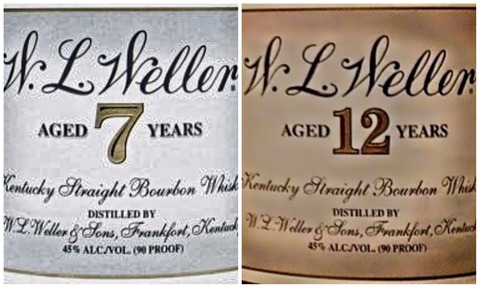 W. L. Weller
AGED 7 YEARS
Kentucky Straight Bourbon Whisk
DISTILLED BY
W.L.Weller & Sons, Frankfort, Kentuck
45% ALC./VOL. (90 PROOF)
W. L. Weller
AGED 12 YEARS
Kentucky Straight Bourbon Whisk
DISTILLED BY
W.L.Weller & Sons, Frankfort, Kentuck
45% ALC./VOL. (90 PROOF)